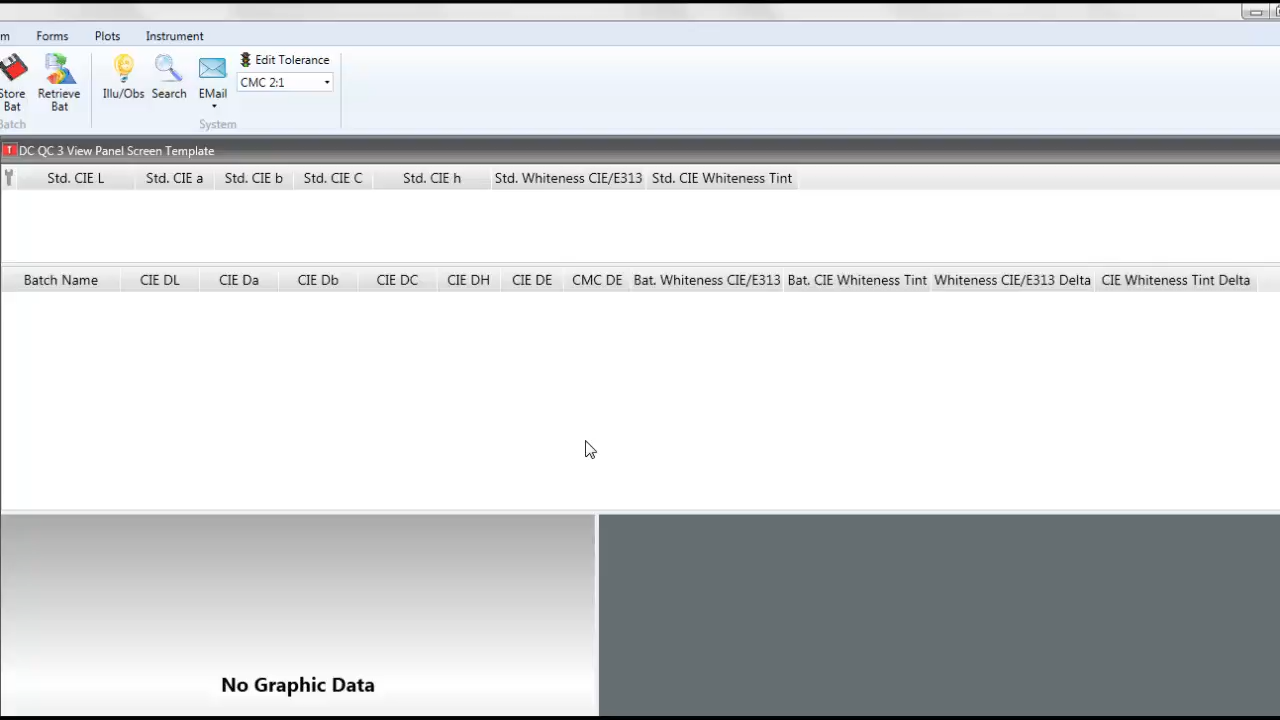 m Forms Plots Instrument
Edit Tolerance
CMC 2:1
Store Bat Retrieve Bat Illu/Obs Search EMail
Batch System
T DC QC 3 View Panel Screen Template
Std. CIE L Std. CIE a Std. CIE b Std. CIE C Std. CIE h Std. Whiteness CIE/E313 Std. CIE Whiteness Tint
Batch Name CIE DL CIE Da CIE Db CIE DC CIE DH CIE DE CMC DE Bat. Whiteness CIE/E313 Bat. CIE Whiteness Tint Whiteness CIE/E313 Delta CIE Whiteness Tint Delta
No Graphic Data